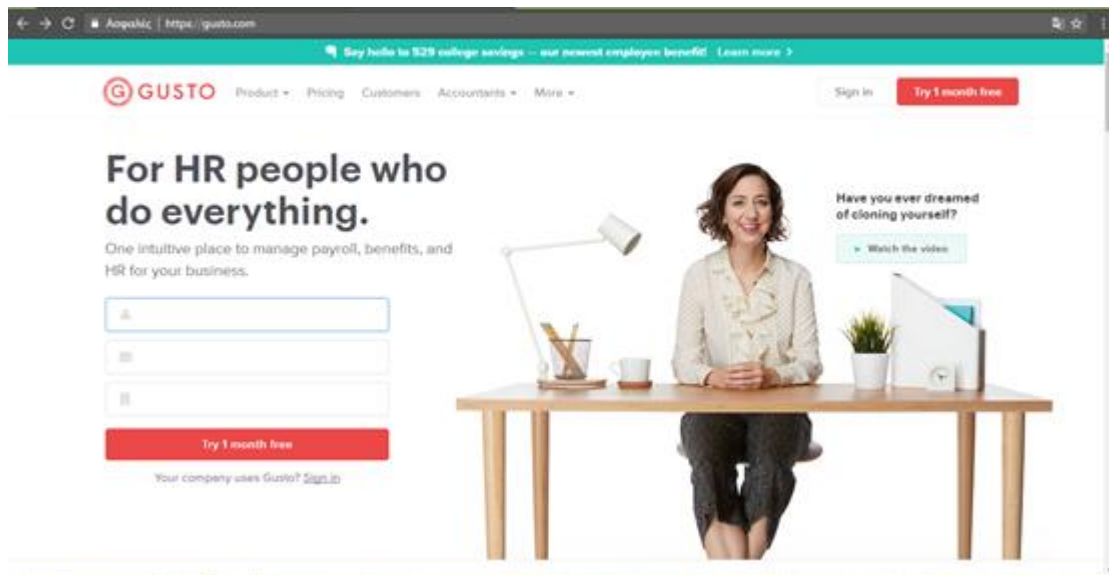 Ασφαλές | https://gusto.com
Say hello to 529 college savings — our newest employee benefit! Learn more >
GUSTO Product Pricing Customers Accountants More Sign in Try 1 month free
For HR people who
do everything.
One intuitive place to manage payroll, benefits, and
HR for your business.
Try 1 month free
Your company uses Gusto? Sign in
Have you ever dreamed
of cloning yourself?
Watch the video